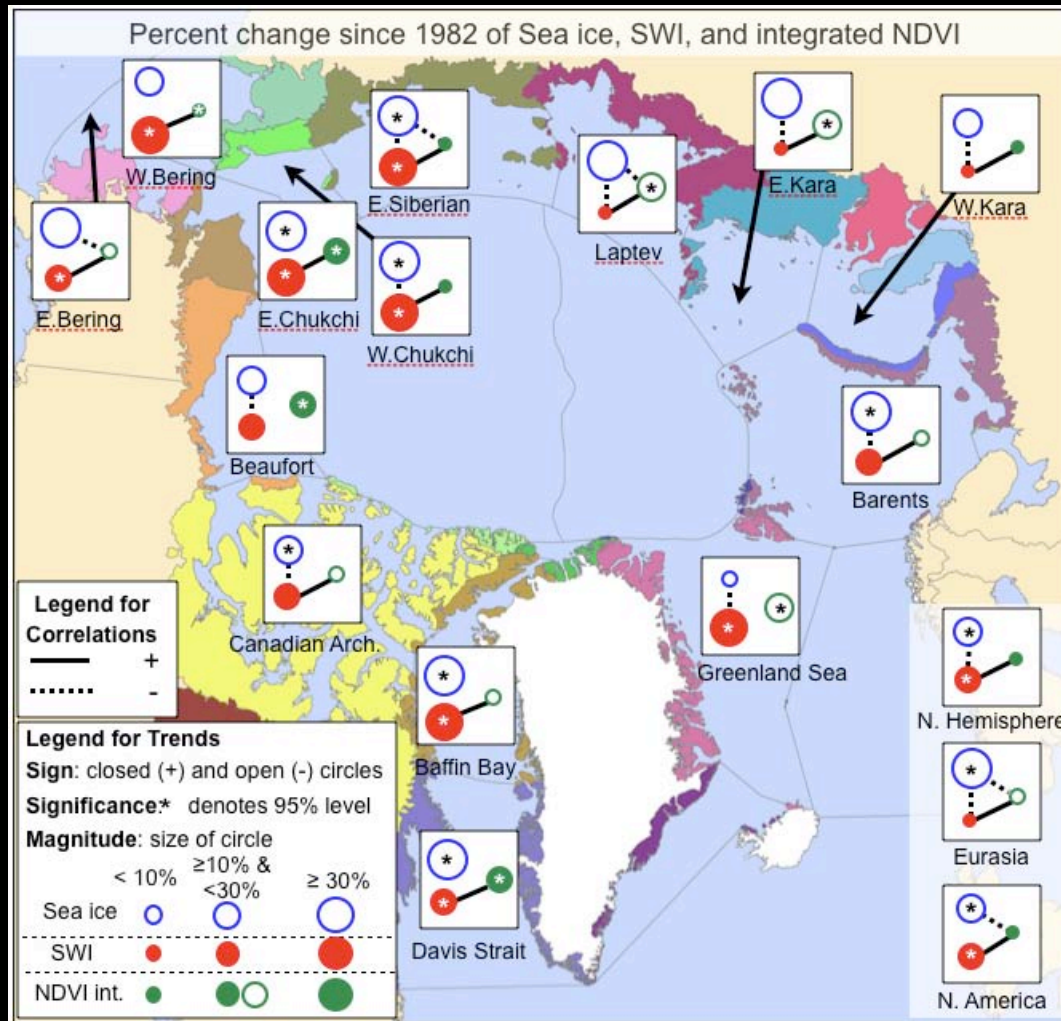 Percent change since 1982 of Sea ice, SWI, and integrated NDVI
W.Bering
E.Siberian
E.Kara
W.Kara
Laptev
E.Bering
E.Chukchi
W.Chukchi
Beaufort
Barents
Canadian Arch.
Greenland Sea
Baffin Bay
Davis Strait
N. Hemisphere
Eurasia
N. America
Legend for
Correlations
+
-
Legend for Trends
Sign: closed (+) and open (-) circles
Significance:* denotes 95% level
Magnitude: size of circle
< 10% ≥10% & <30% ≥ 30%
Sea ice
SWI
NDVI int.